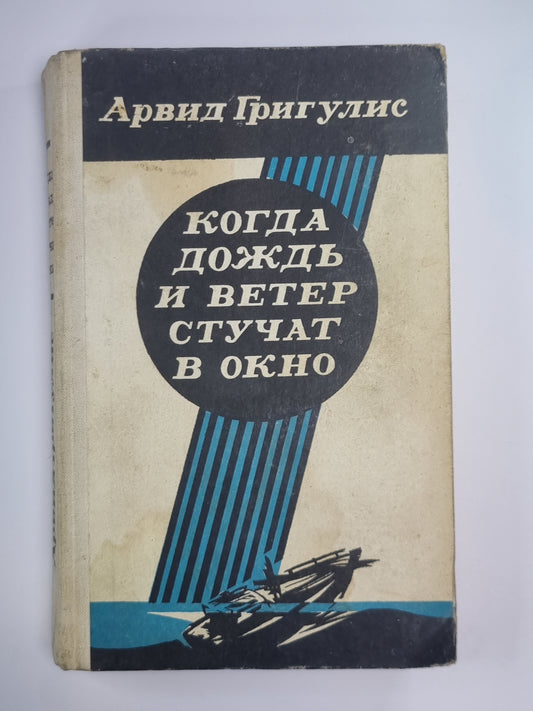 Арвид Григулис
КОГДА
ДОЖДЬ
И ВЕТЕР
СТУЧАТ
В ОКНО